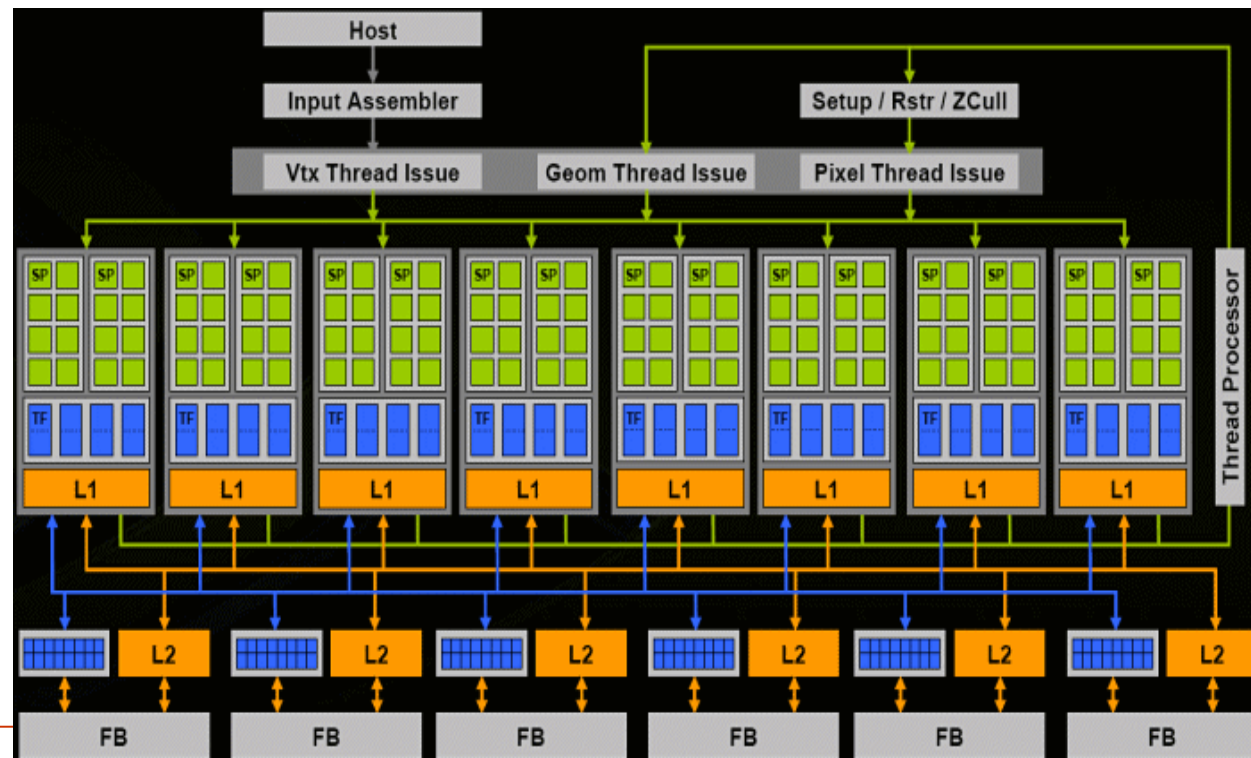 Host
Input Assembler
Setup / Rstr / ZCull
Vtx Thread Issue
Geom Thread Issue
Pixel Thread Issue
SP SP SP SP SP SP SP SP SP SP SP SP SP SP SP SP
Thread Processor
TF TF TF TF TF TF TF TF
L1 L1 L1 L1 L1 L1 L1 L1
L2 L2 L2 L2 L2 L2
FB FB FB FB FB FB